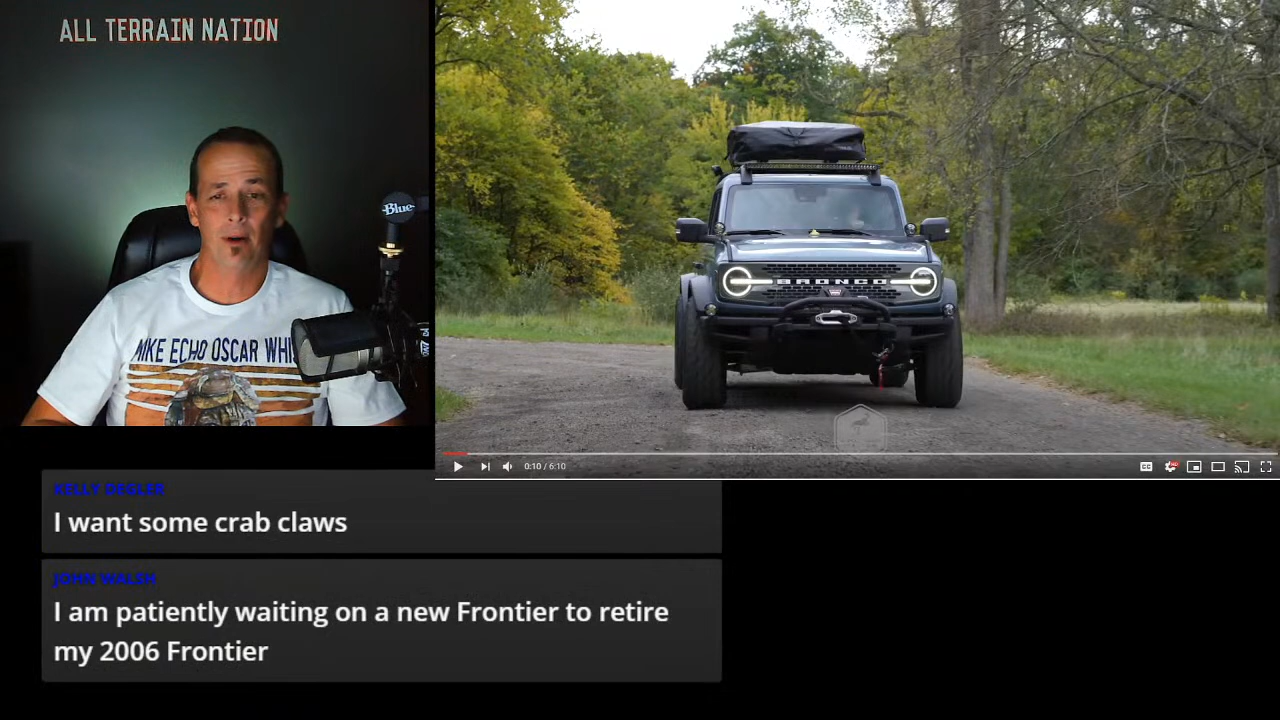 ALL TERRAIN NATION
Blue
MIKE ECHO OSCAR WHI
BRONCO
0:10 / 6:10
CC
KELLY DEGLER
I want some crab claws
JOHN WALSH
I am patiently waiting on a new Frontier to retire
my 2006 Frontier